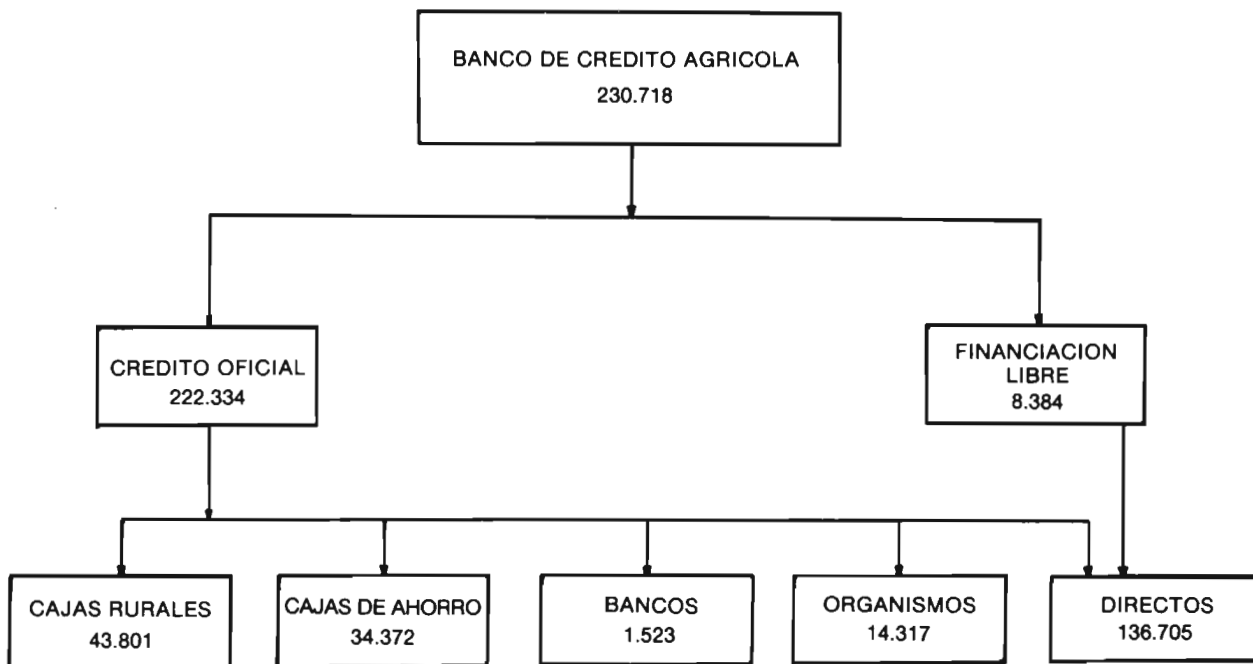 BANCO DE CREDITO AGRICOLA
230.718
CREDITO OFICIAL
222.334
FINANCIACION
LIBRE
8.384
CAJAS RURALES
43.801
CAJAS DE AHORRO
34.372
BANCOS
1.523
ORGANISMOS
14.317
DIRECTOS
136.705